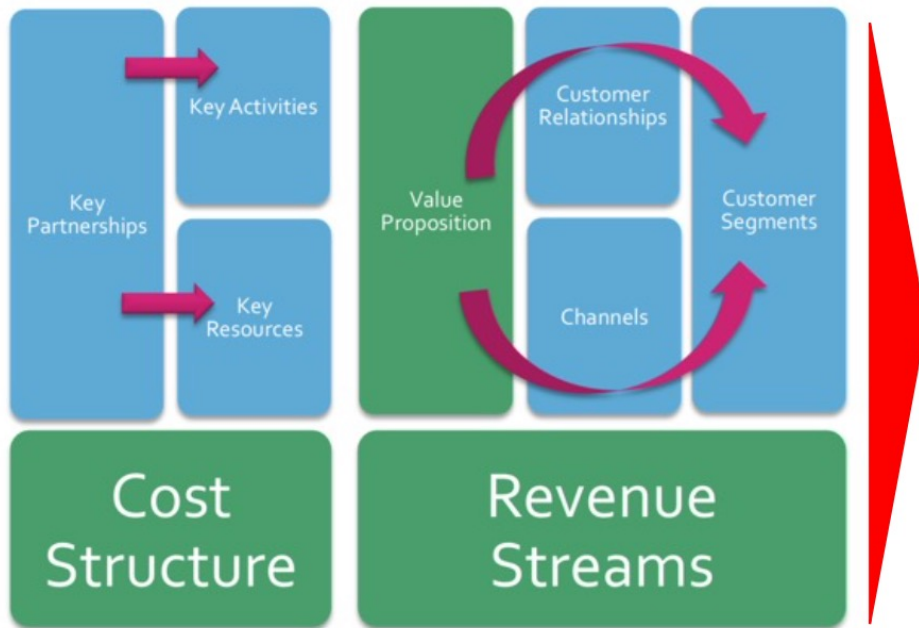 Key
Partnerships
Key Activities
Key
Resources
Value
Proposition
Customer
Relationships
Channels
Customer
Segments
Cost
Structure
Revenue
Streams